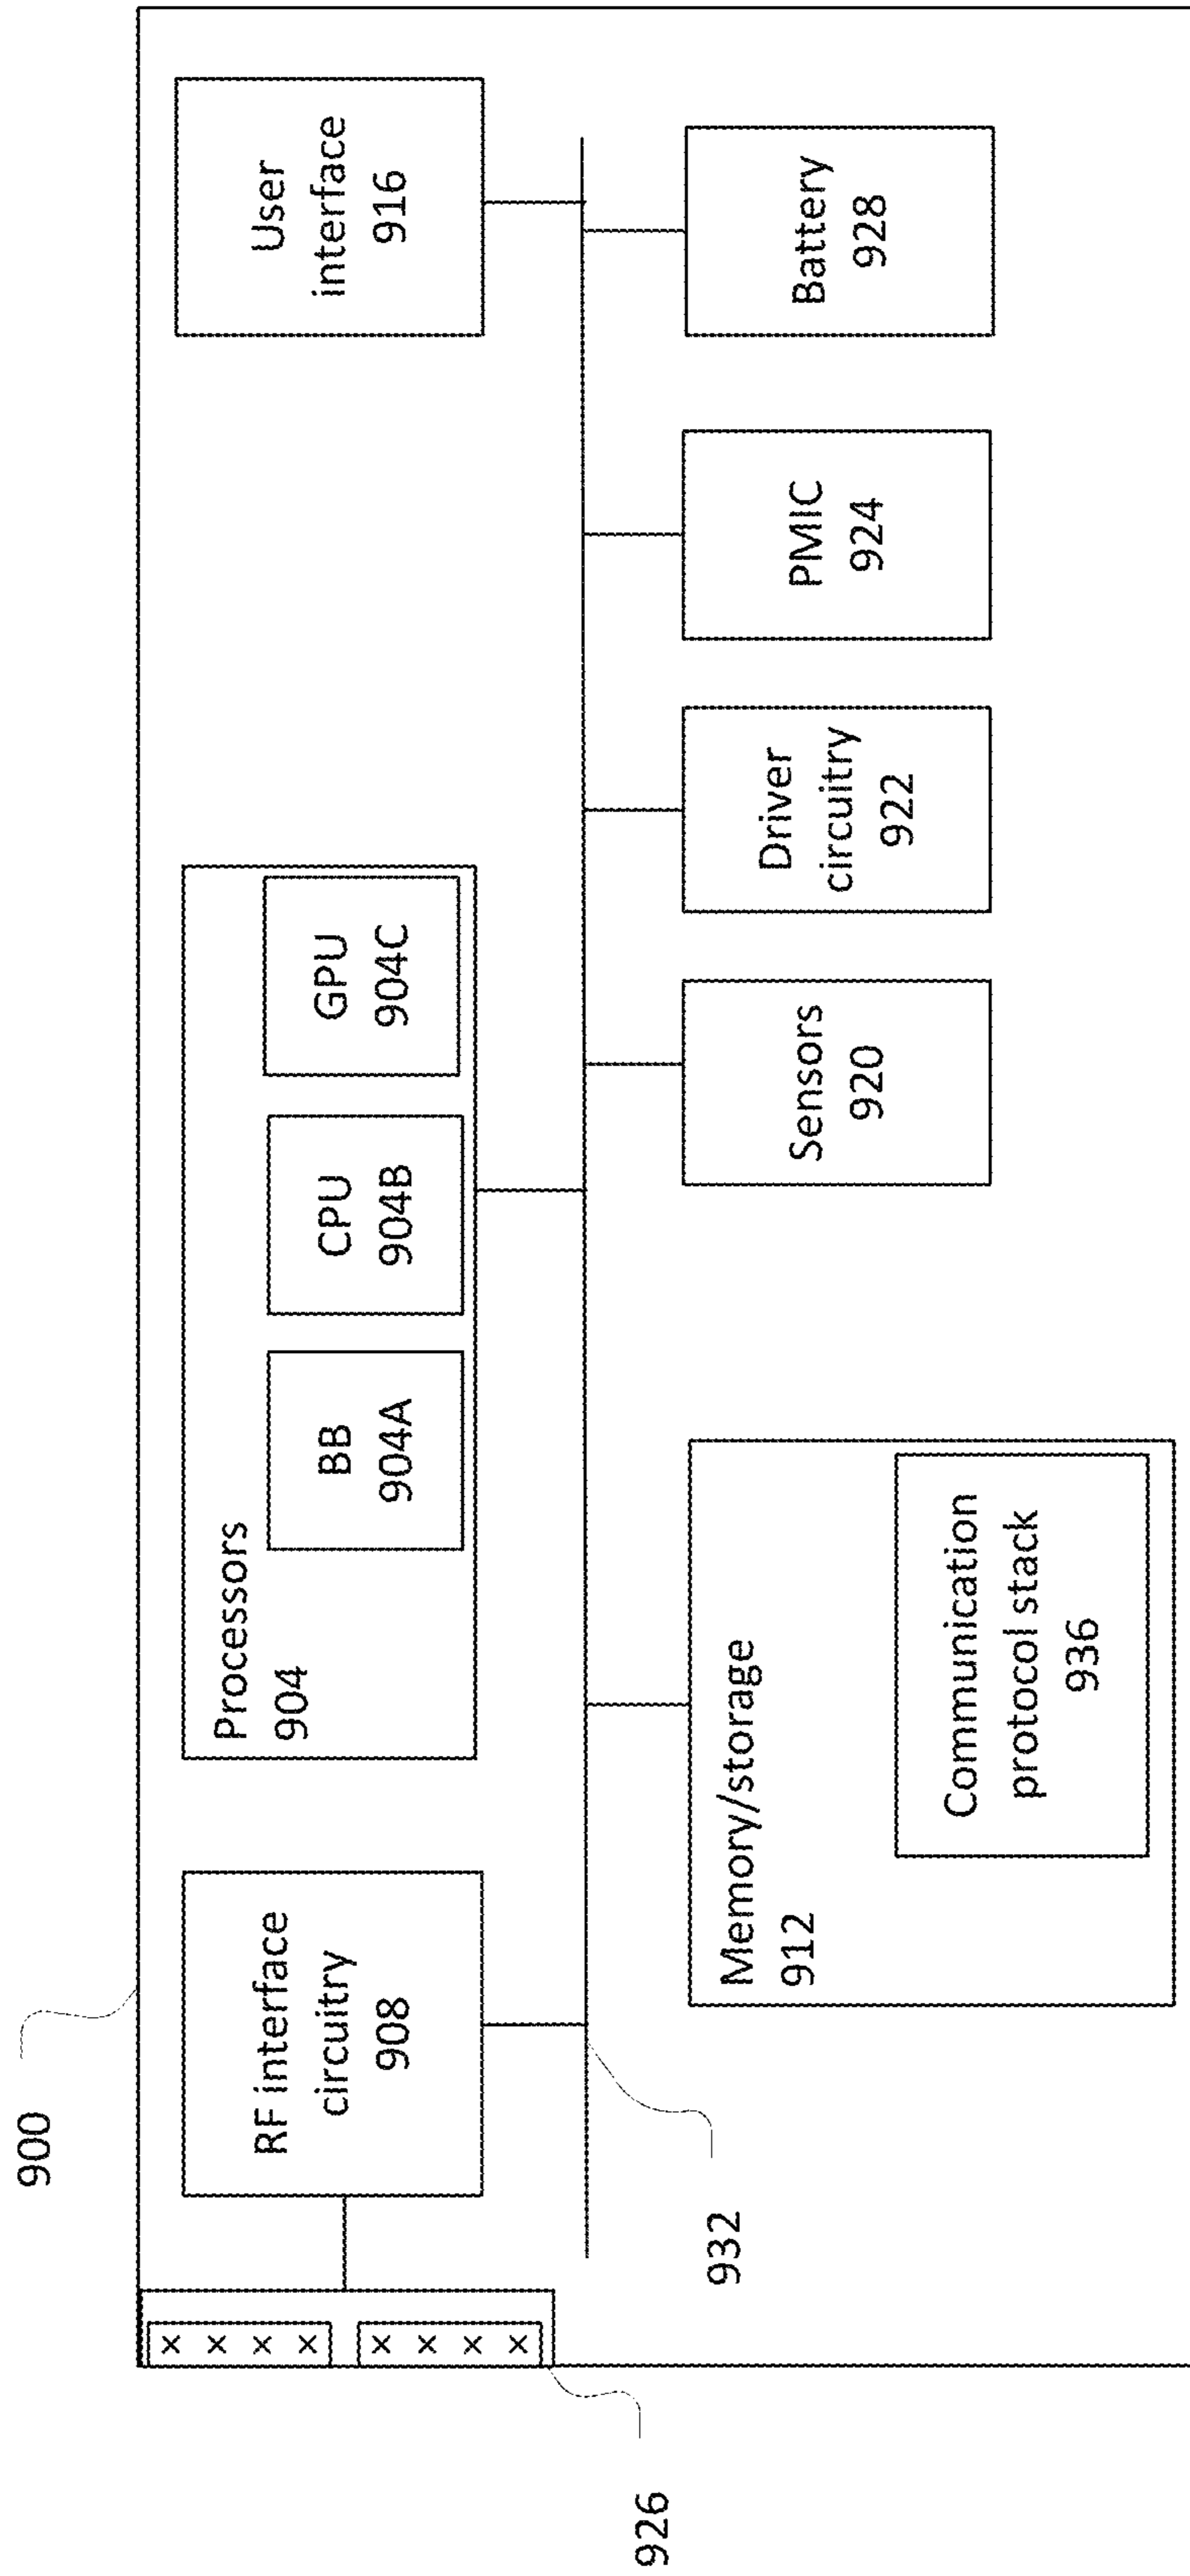 900
RF interface
circuitry
908
Processors
904
BB
904A
CPU
904B
GPU
904C
User
interface
916
x x x x
x x x x
926
932
Memory/storage
912
Communication
protocol stack
936
Sensors
920
Driver
circuitry
922
PMIC
924
Battery
928